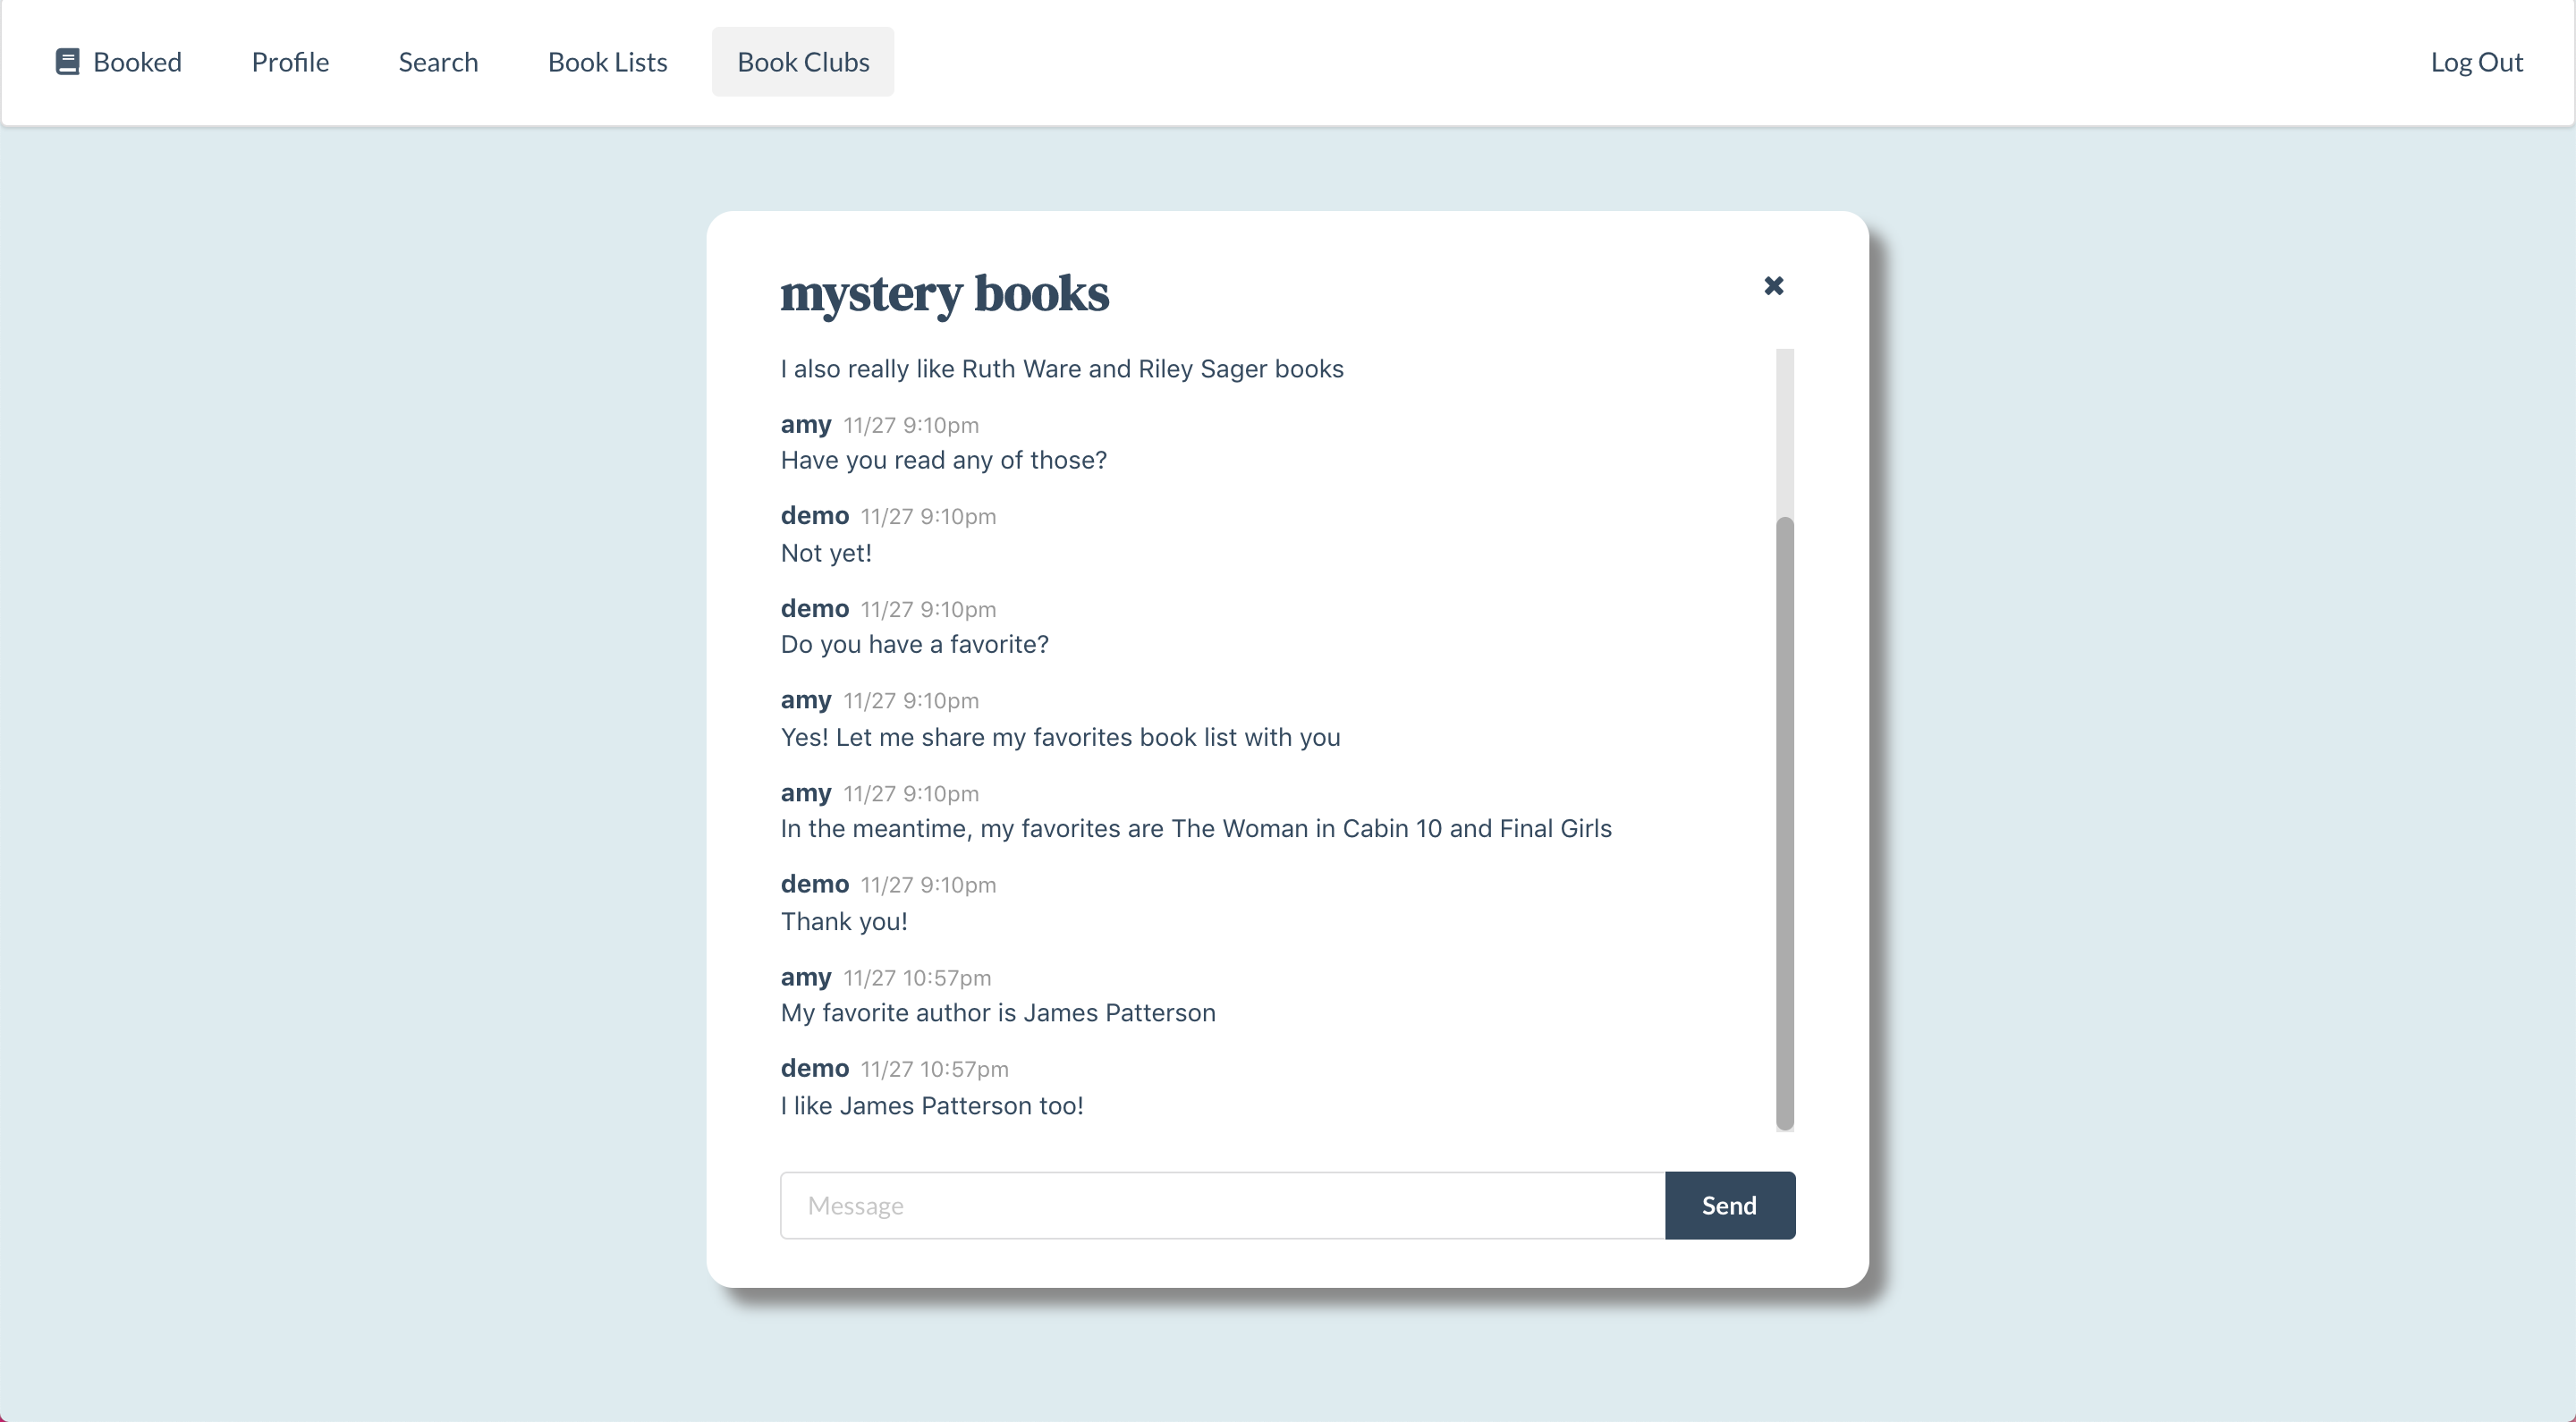 Booked Profile Search Book Lists Book Clubs Log Out
mystery books
I also really like Ruth Ware and Riley Sager books
amy 11/27 9:10pm
Have you read any of those?
demo 11/27 9:10pm
Not yet!
demo 11/27 9:10pm
Do you have a favorite?
amy 11/27 9:10pm
Yes! Let me share my favorites book list with you
amy 11/27 9:10pm
In the meantime, my favorites are The Woman in Cabin 10 and Final Girls
demo 11/27 9:10pm
Thank you!
amy 11/27 10:57pm
My favorite author is James Patterson
demo 11/27 10:57pm
I like James Patterson too!
Message Send